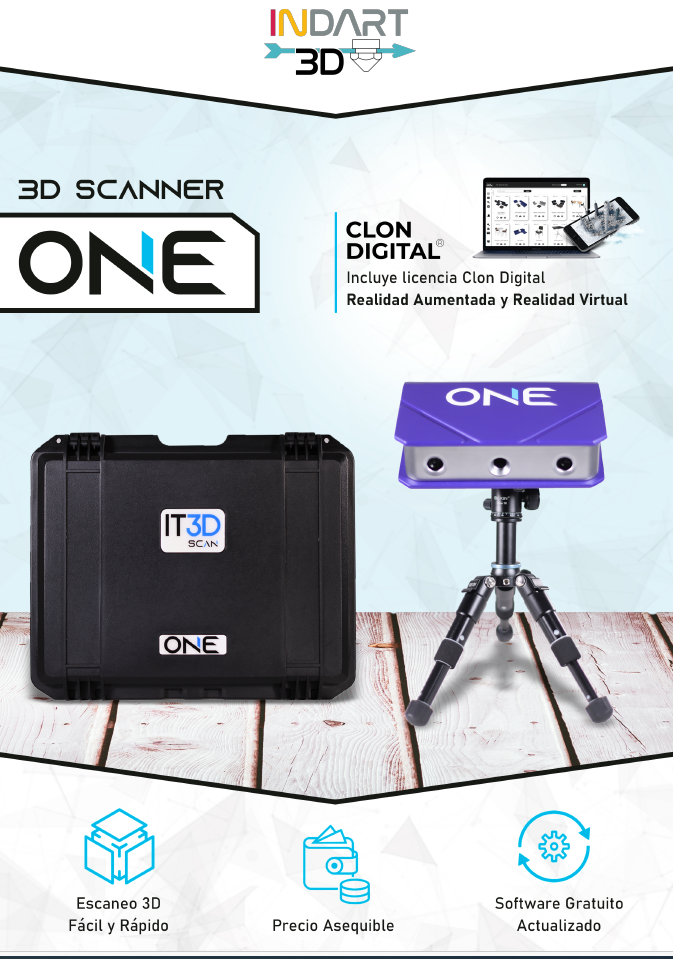 INDART
3D
3D SCANNER
ONE
CLON
DIGITAL®
Incluye licencia Clon Digital
Realidad Aumentada y Realidad Virtual
ONE
IT3D
SCAN
ONE
Escaneo 3D
Fácil y Rápido
Precio Asequible
Software Gratuito
Actualizado